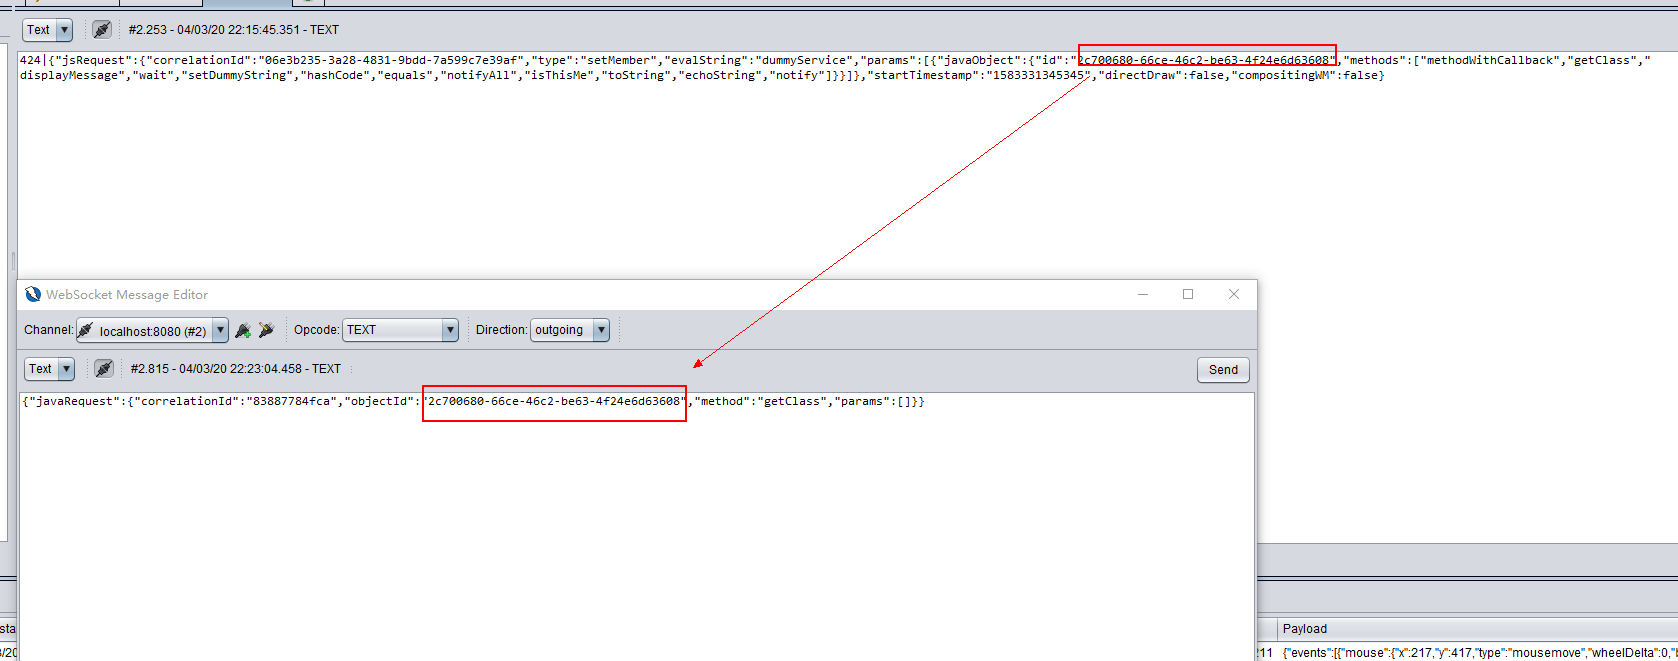 Text #2.253 - 04/03/20 22:15:45.351 - TEXT
424|{"jsRequest":{"correlationId":"06e3b235-3a28-4831-9bdd-7a599c7e39af","type":"setMember","evalString":"dummyService","params":[{"javaObject":{"id":"2c700680-66ce-46c2-be63-4f24e6d63608","methods":["methodWithCallback","getClass","
displayMessage","wait","setDummyString","hashCode","equals","notifyAll","isThisMe","toString","echoString","notify"]}}]},"startTimestamp":"1583331345345","directDraw":false,"compositingWM":false}
WebSocket Message Editor
Channel: localhost:8080 (#2) Opcode: TEXT Direction: outgoing
Text #2.815 - 04/03/20 22:23:04.458 - TEXT Send
{"javaRequest":{"correlationId":"83887784fca","objectId":"2c700680-66ce-46c2-be63-4f24e6d63608","method":"getClass","params":[]}}
sta Payload
/20 11 {"events":[{"mouse":{"x":217,"y":417,"type":"mousemove","wheelDelta":0,"